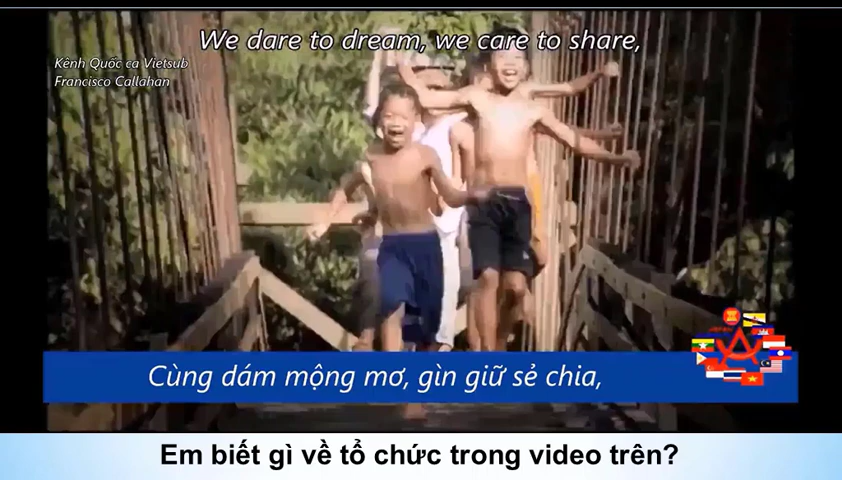 We dare to dream, we care to share,
Kênh Quốc ca Vietsub
Francisco Callahan
Cùng dám mộng mơ, gìn giữ sẻ chia,
Em biết gì về tổ chức trong video trên?